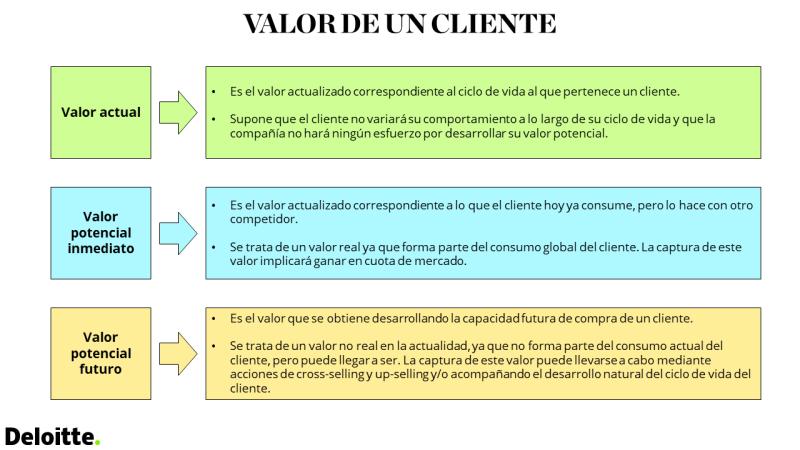 VALOR DE UN CLIENTE
Valor actual
• Es el valor actualizado correspondiente al ciclo de vida al que pertenece un cliente.
• Supone que el cliente no variará su comportamiento a lo largo de su ciclo de vida y que la
compañía no hará ningún esfuerzo por desarrollar su valor potencial.
Valor
potencial
inmediato
• Es el valor actualizado correspondiente a lo que el cliente hoy ya consume, pero lo hace con otro
competidor.
• Se trata de un valor real ya que forma parte del consumo global del cliente. La captura de este
valor implicará ganar en cuota de mercado.
Valor
potencial
futuro
• Es el valor que se obtiene desarrollando la capacidad futura de compra de un cliente.
• Se trata de un valor no real en la actualidad, ya que no forma parte del consumo actual del
cliente, pero puede llegar a ser. La captura de este valor puede llevarse a cabo mediante
acciones de cross-selling y up-selling y/o acompañando el desarrollo natural del ciclo de vida del
cliente.
Deloitte.